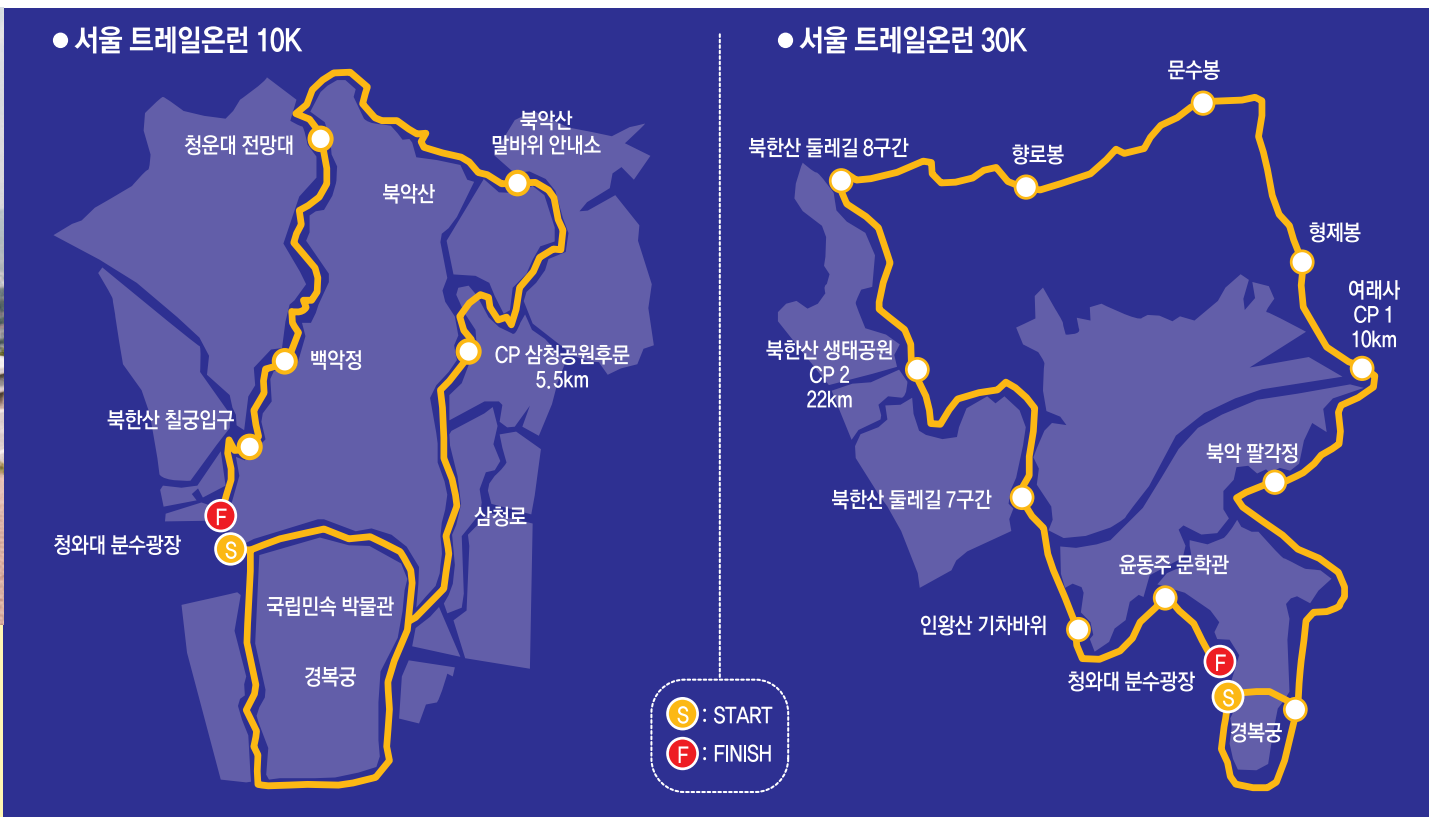 ● 서울 트레일온런 10K
북악산
말바위 안내소
청운대 전망대
북악산
백악정
CP 삼청공원후문
5.5km
북한산 칠궁입구
F
S
청와대 분수광장
삼청로
국립민속 박물관
경복궁
● 서울 트레일온런 30K
문수봉
북한산 둘레길 8구간
향로봉
형제봉
여래사
CP 1
10km
북한산 생태공원
CP 2
22km
북악 팔각정
북한산 둘레길 7구간
윤동주 문학관
인왕산 기차바위
F
청와대 분수광장
S
경복궁
S : START
F : FINISH